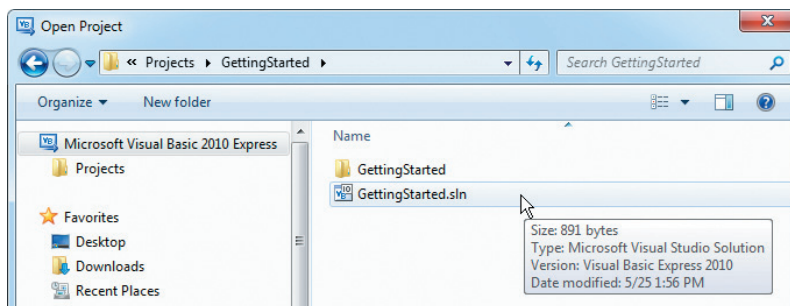 Open Project
« Projects GettingStarted
Search GettingStarted
Organize New folder
Microsoft Visual Basic 2010 Express
Projects
Favorites
Desktop
Downloads
Recent Places
Name
GettingStarted
GettingStarted.sln
Size: 891 bytes
Type: Microsoft Visual Studio Solution
Version: Visual Basic Express 2010
Date modified: 5/25 1:56 PM